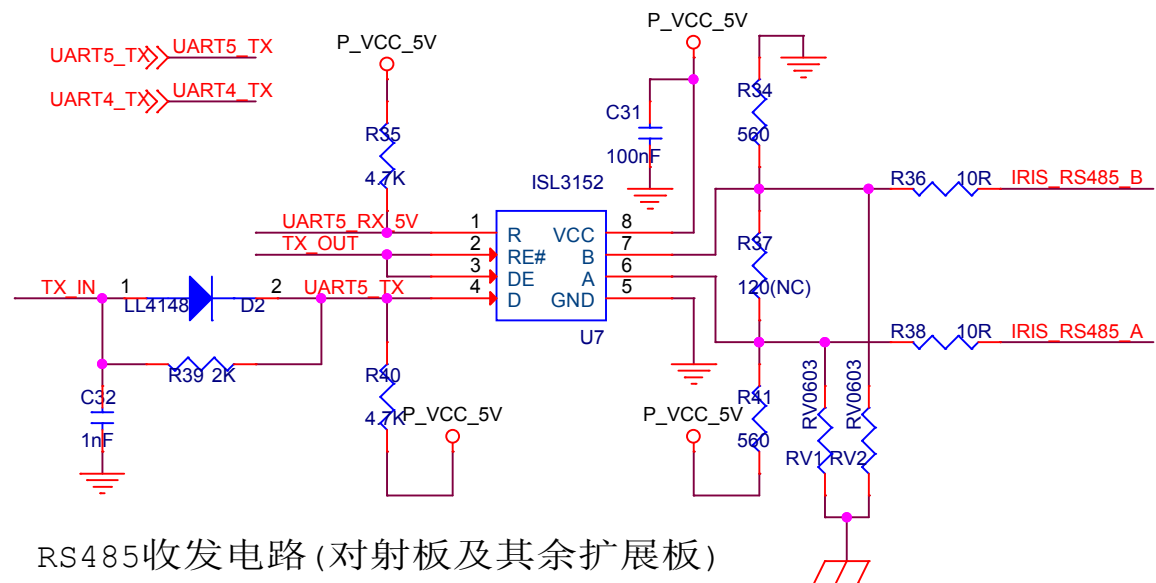 P_VCC_5V
UART5_TX UART5_TX
P_VCC_5V
UART4_TX UART4_TX
R34
C31
R35
560
100nF
ISL3152
4.7K
R36 10R IRIS_RS485_B
UART5_RX_5V 1 R VCC 8
TX_OUT 2 RE# B 7
R37
3 DE A 6
TX_IN 1 2 UART5_TX 4 D GND 5
120(NC)
LL4148 D2
U7
R38 10R IRIS_RS485_A
R39 2K
R40
C32
R41
RV0603 RV0603
4.7K P_VCC_5V
P_VCC_5V
1nF
560
RV1 RV2
RS485收发电路(对射板及其余扩展板)